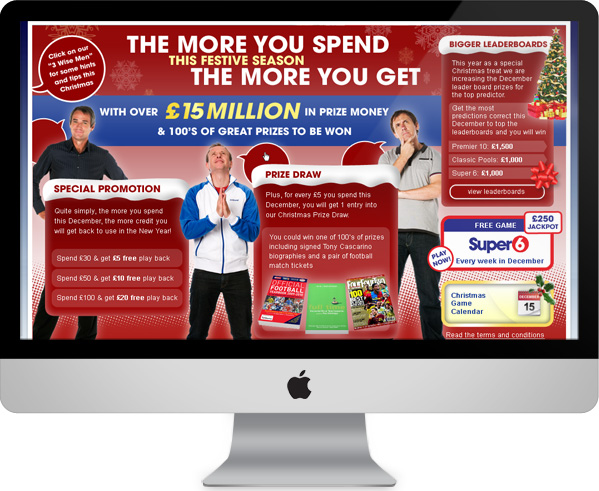 Click on our
"3 Wise Men"
for some hints
and tips this
Christmas
THE MORE YOU SPEND
THIS FESTIVE SEASON
THE MORE YOU GET
WITH OVER £15 MILLION IN PRIZE MONEY
& 100'S OF GREAT PRIZES TO BE WON
SPECIAL PROMOTION
Quite simply, the more you spend
this December, the more credit you
will get back to use in the New Year!
Spend £30 & get £5 free play back
Spend £50 & get £10 free play back
Spend £100 & get £20 free play back
PRIZE DRAW
Plus, for every £5 you spend this
December, you will get 1 entry into
our Christmas Prize Draw.
You could win one of 100's of prizes
including signed Tony Cascarino
biographies and a pair of football
match tickets
OFFICIAL
FOOTBALL
FourFourTwo
100
BIGGER LEADERBOARDS
This year as a special
Christmas treat we are
increasing the December
leader board prizes for
the top predictor.
Get the most
predictions correct this
December to top the
leaderboards and you will win
Premier 10: £1,500
Classic Pools: £1,000
Super 6: £1,000
view leaderboards
FREE GAME
£250
JACKPOT
Super6
PLAY
NOW!
Every week in December
Christmas
Game
Calendar
DECEMBER
15
Read the terms and conditions